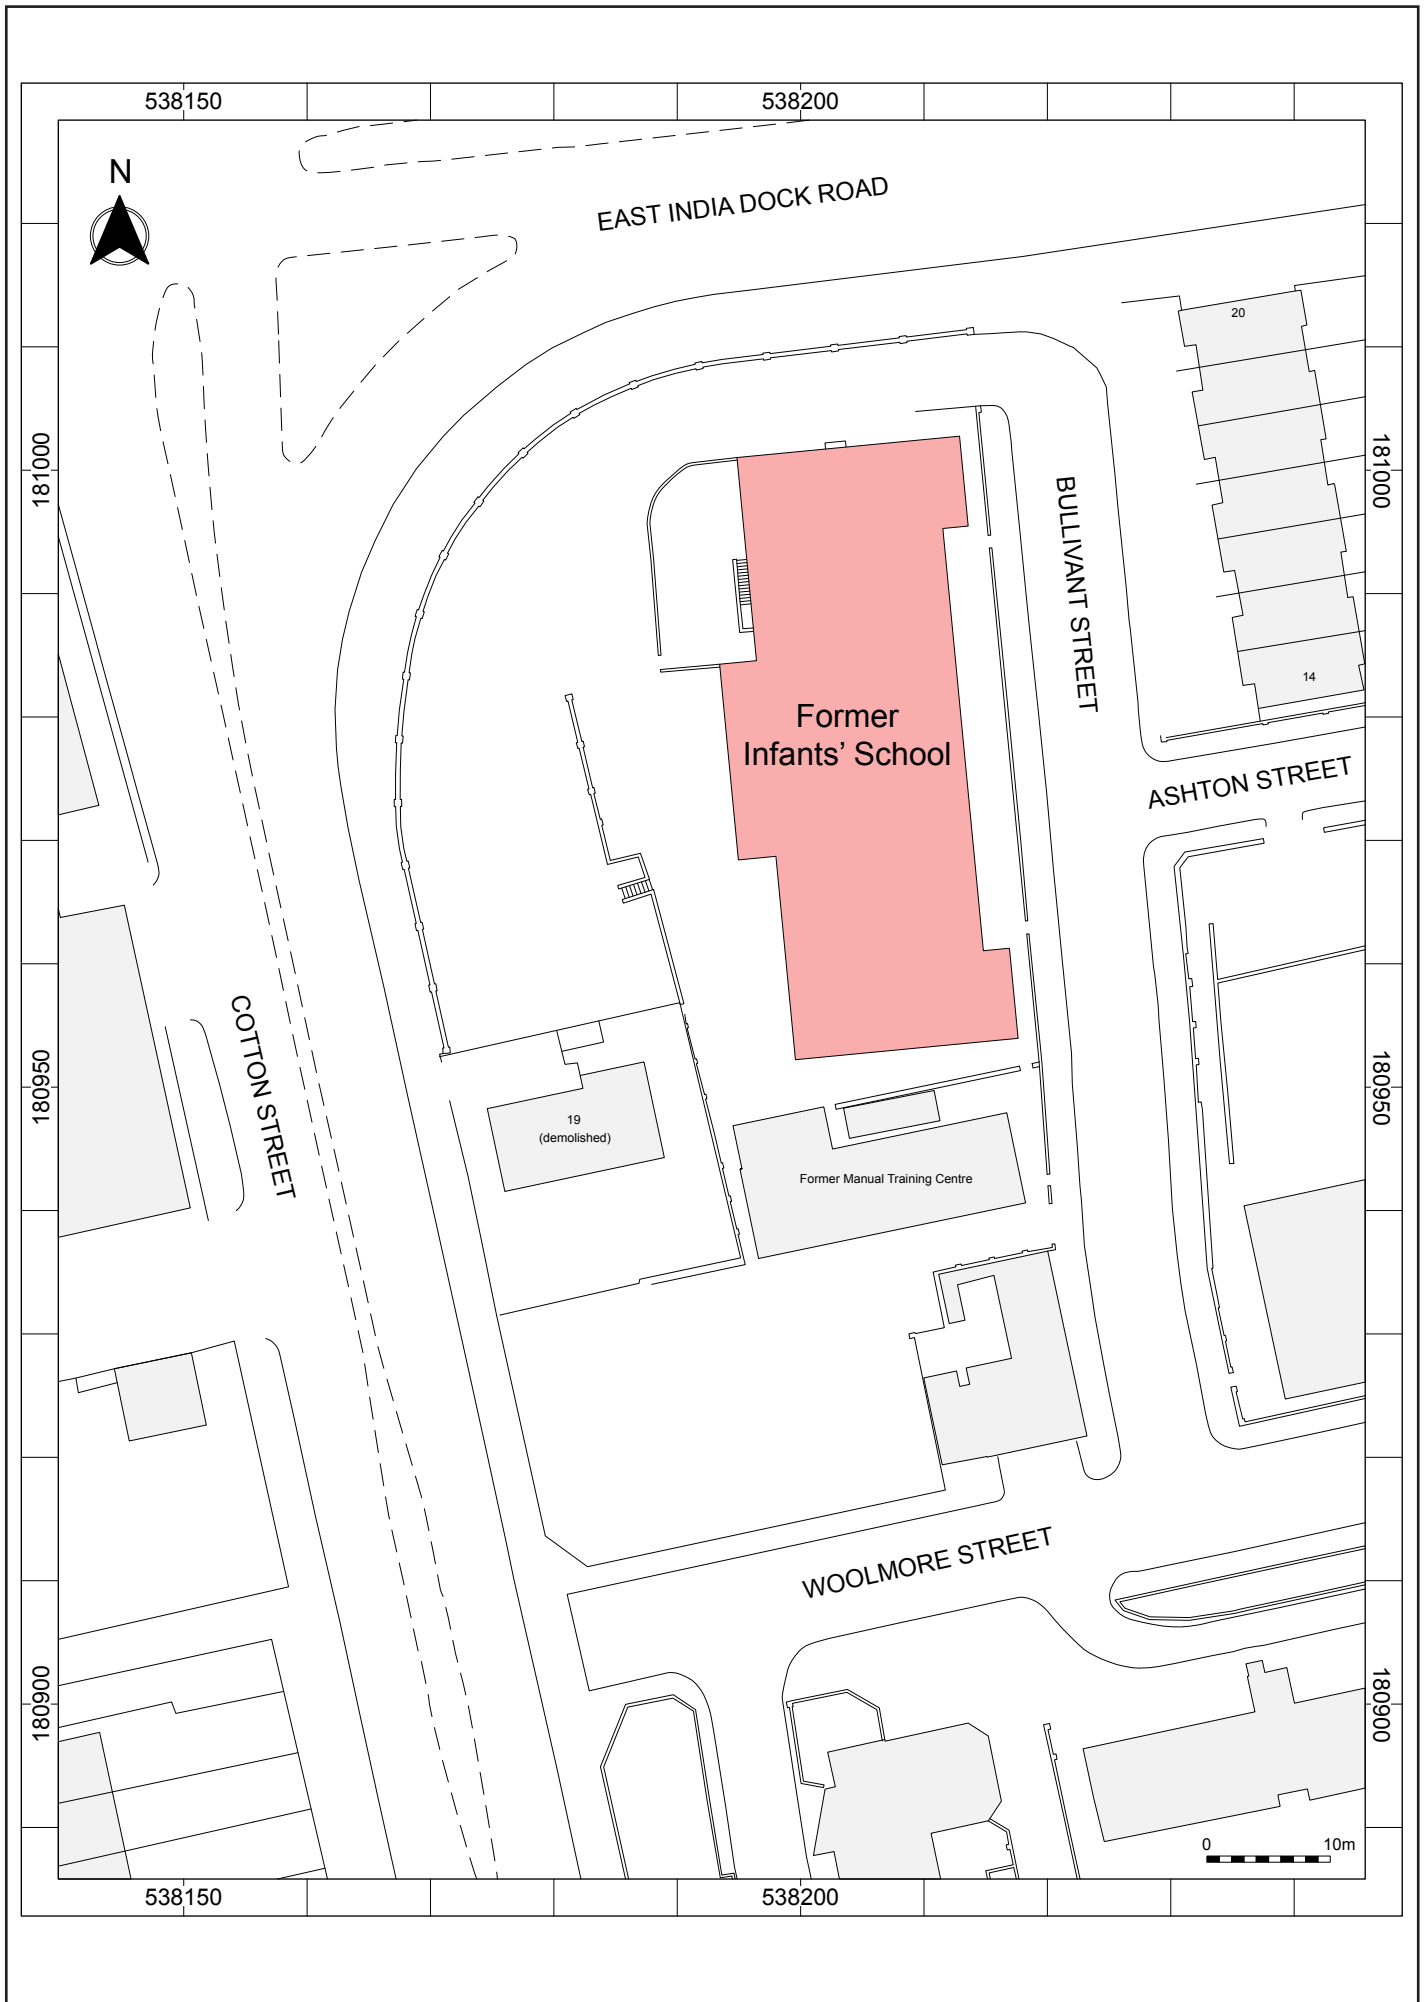 538150
538200
N
EAST INDIA DOCK ROAD
20
181000
181000
BULLIVANT STREET
14
Former
Infants’ School
ASHTON STREET
COTTON STREET
180950
180950
19
(demolished)
Former Manual Training Centre
WOOLMORE STREET
180900
180900
0
10m
538150
538200